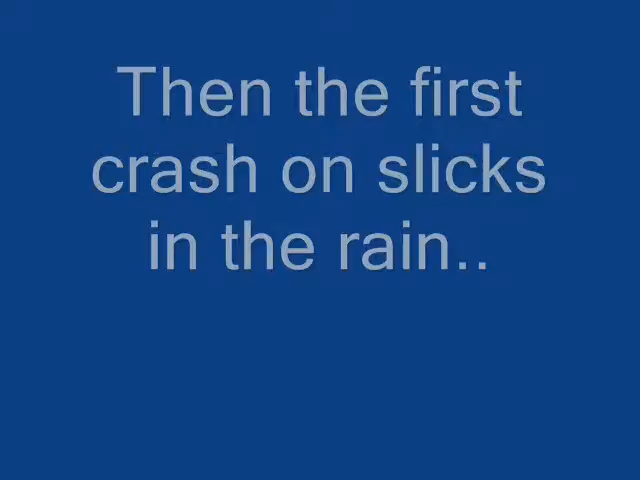 Then the first
crash on slicks
in the rain..